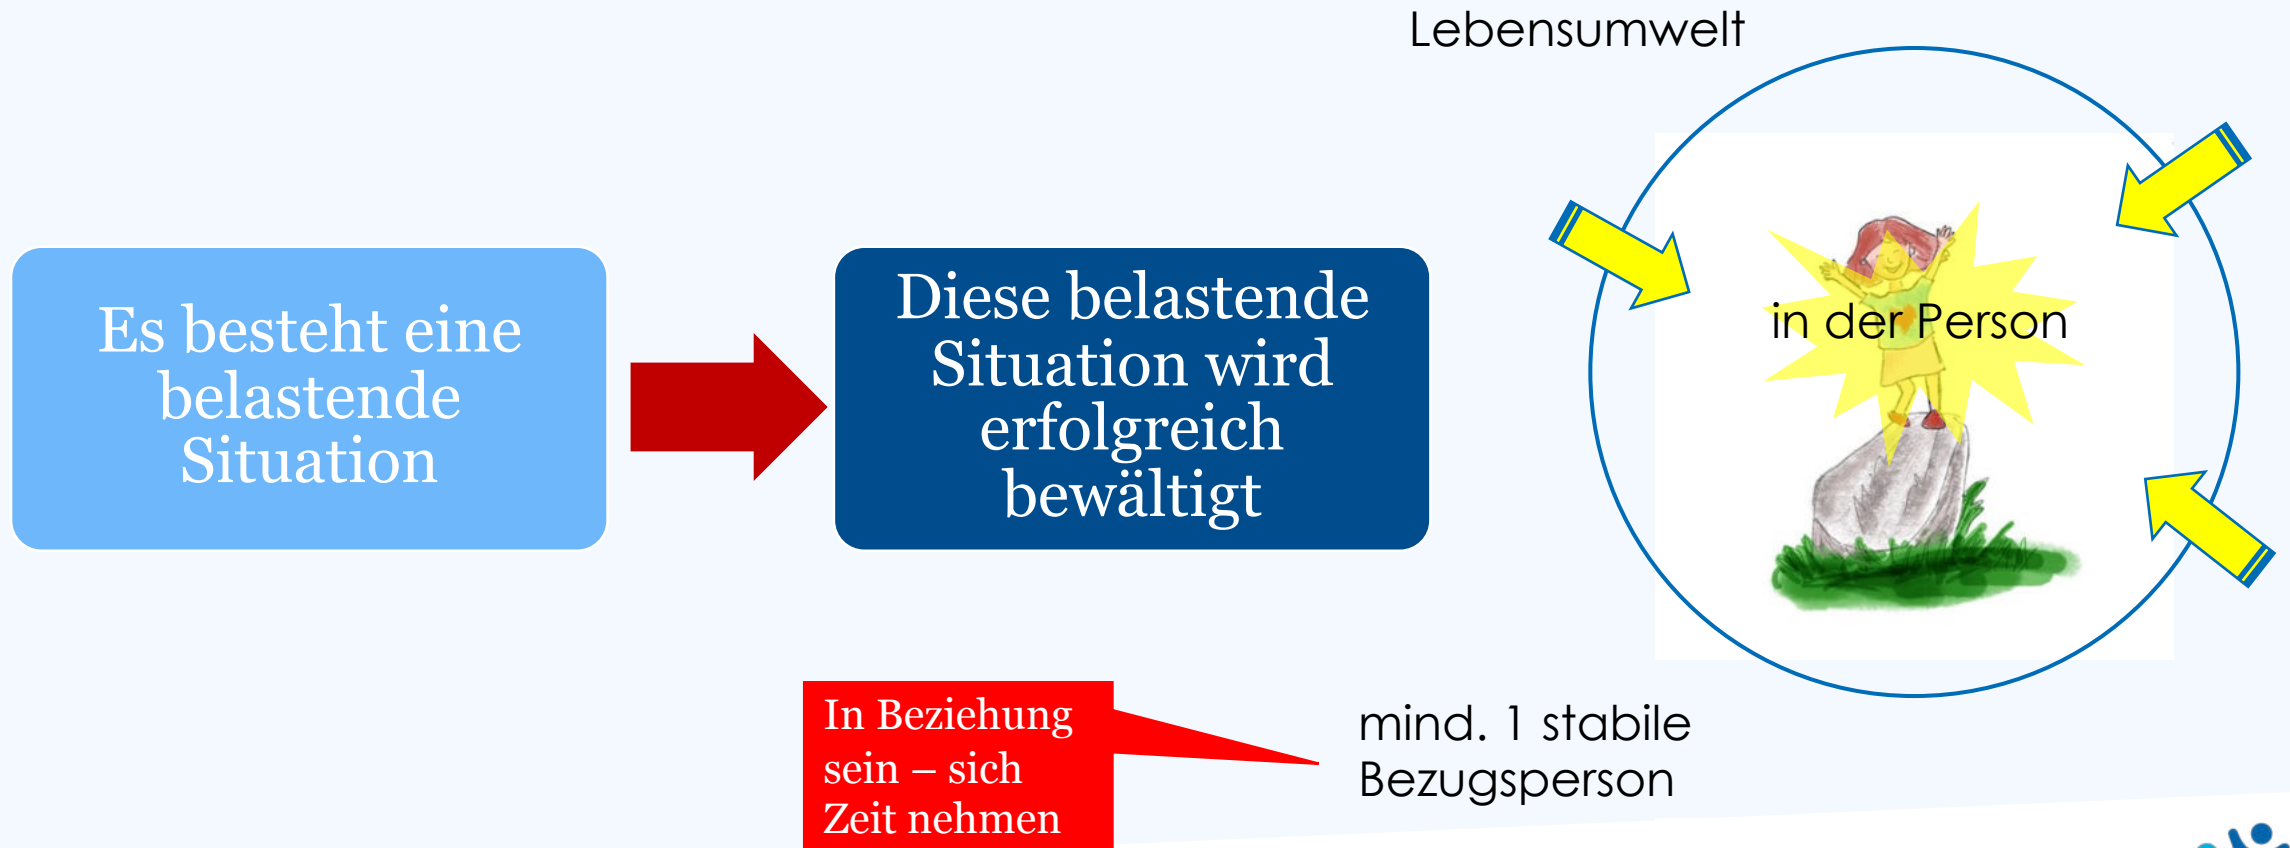 Lebensumwelt
Es besteht eine
belastende
Situation
Diese belastende
Situation wird
erfolgreich
bewältigt
in der Person
In Beziehung
sein – sich
Zeit nehmen
mind. 1 stabile
Bezugsperson